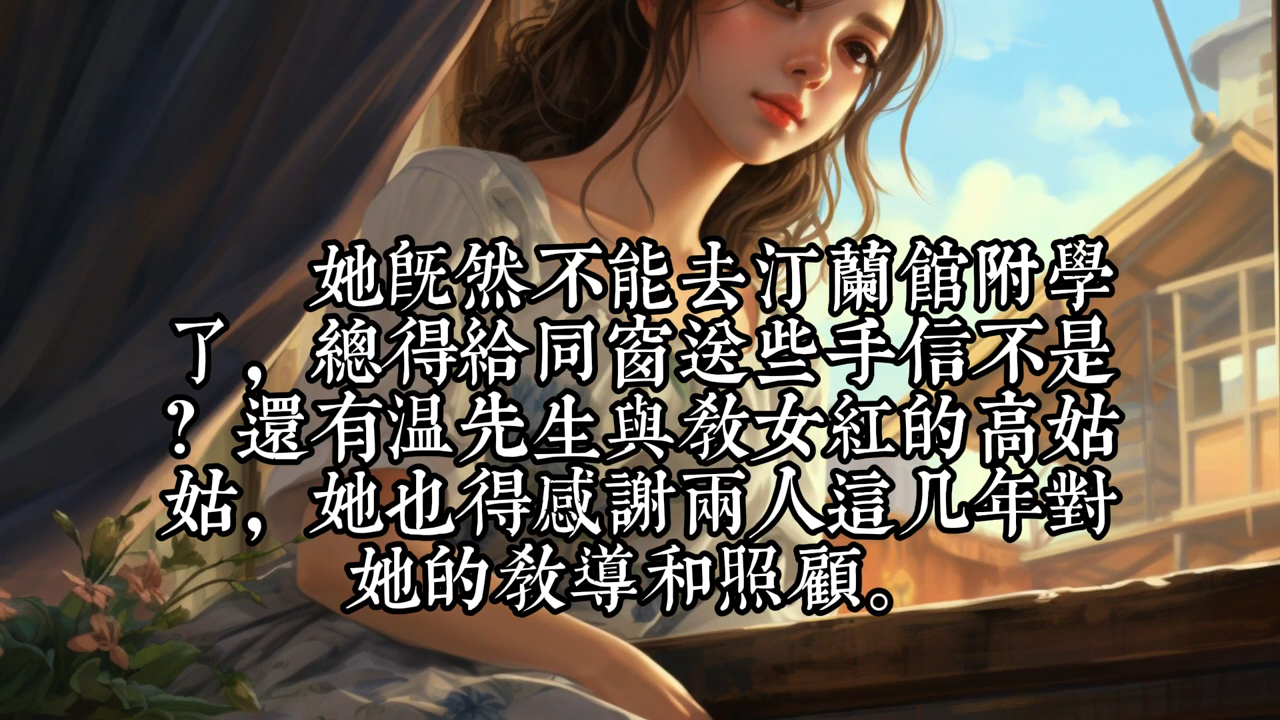 她既然不能去汀蘭館附學
了，總得給同窗送些手信不是
？還有温先生與教女紅的高姑
姑，她也得感謝兩人這几年對
她的教導和照顧。